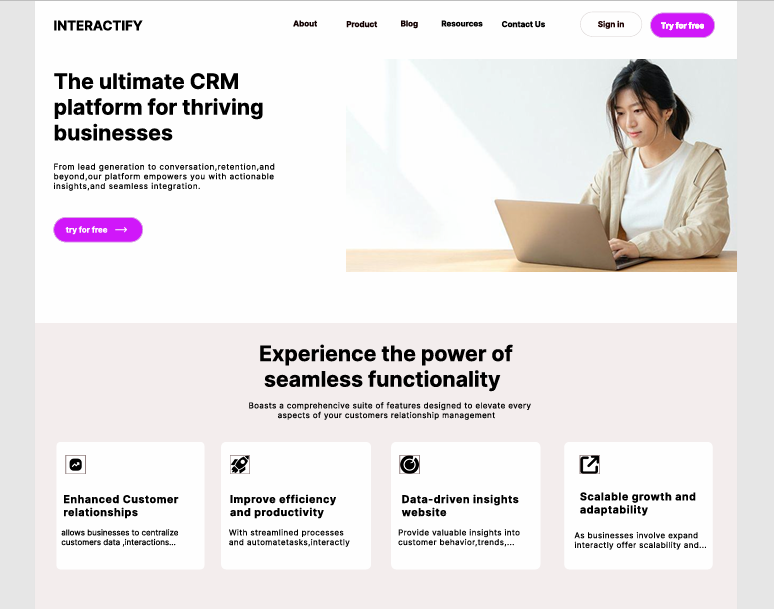 INTERACTIFY
About
Product
Blog
Resources
Contact Us
Sign in
Try for free
The ultimate CRM
platform for thriving
businesses
From lead generation to conversation,retention,and
beyond,our platform empowers you with actionable
insights,and seamless integration.
try for free
Experience the power of
seamless functionality
Boasts a comprehencive suite of features designed to elevate every
aspects of your customers relationship management
Enhanced Customer
relationships
allows businesses to centralize
customers data ,interactions...
Improve efficiency
and productivity
With streamlined processes
and automatetasks,interactly
Data-driven insights
website
Provide valuable insights into
customer behavior,trends,...
Scalable growth and
adaptability
As businesses involve expand
interactly offer scalability and...